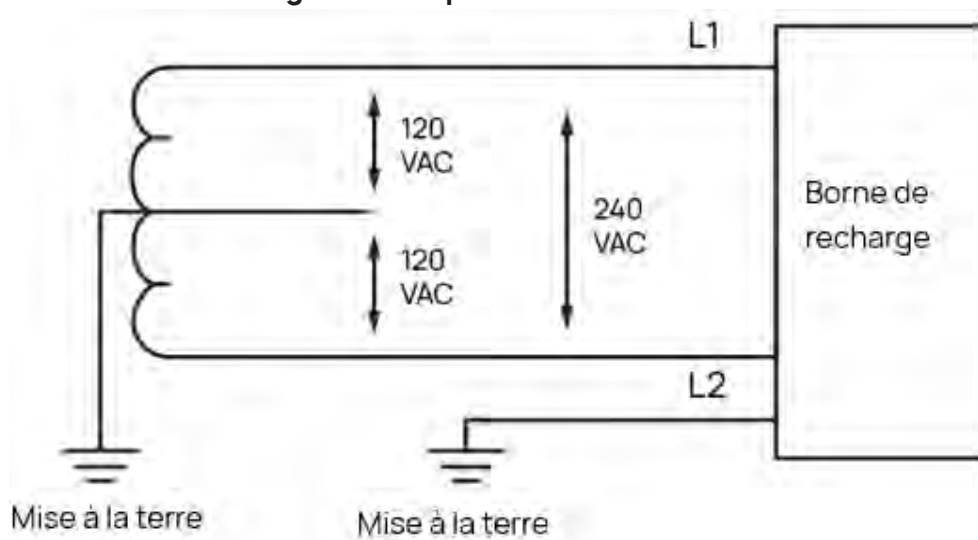 L1
120
VAC
240
VAC
120
VAC
Borne de
recharge
L2
Mise à la terre
Mise à la terre